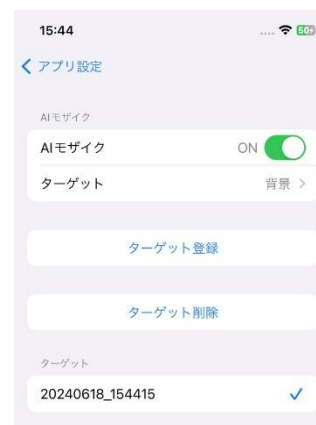 15:44
50
アプリ設定
AIモザイク
AIモザイク ON
ターゲット 背景
ターゲット登録
ターゲット削除
ターゲット
20240618_154415